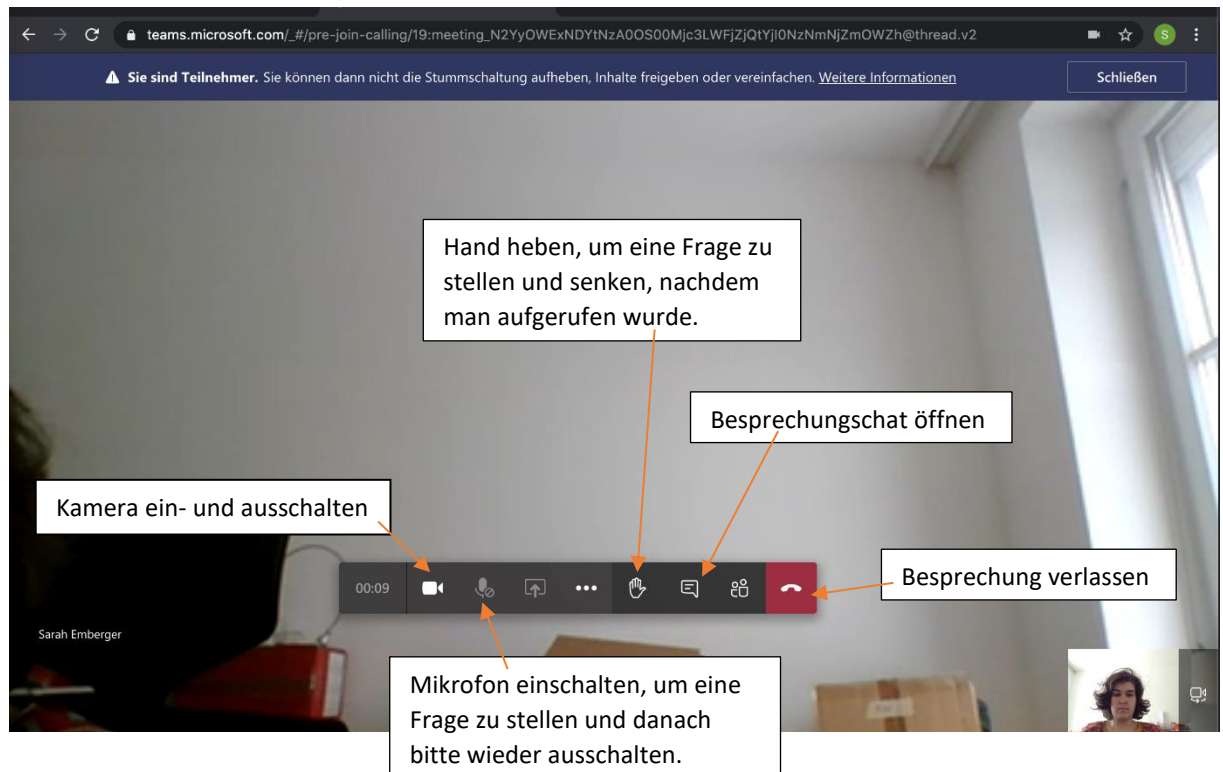 teams.microsoft.com/_#/pre-join-calling/19:meeting_N2YyOWExNDYtNzA0OS00Mjc3LWFjZjQtYjI0NzNmNjZmOWZh@thread.v2
S
Sie sind Teilnehmer. Sie können dann nicht die Stummschaltung aufheben, Inhalte freigeben oder vereinfachen. Weitere Informationen
Schließen
Hand heben, um eine Frage zu
stellen und senken, nachdem
man aufgerufen wurde.
Besprechungschat öffnen
Kamera ein- und ausschalten
Besprechung verlassen
00:09
Sarah Emberger
Mikrofon einschalten, um eine
Frage zu stellen und danach
bitte wieder ausschalten.